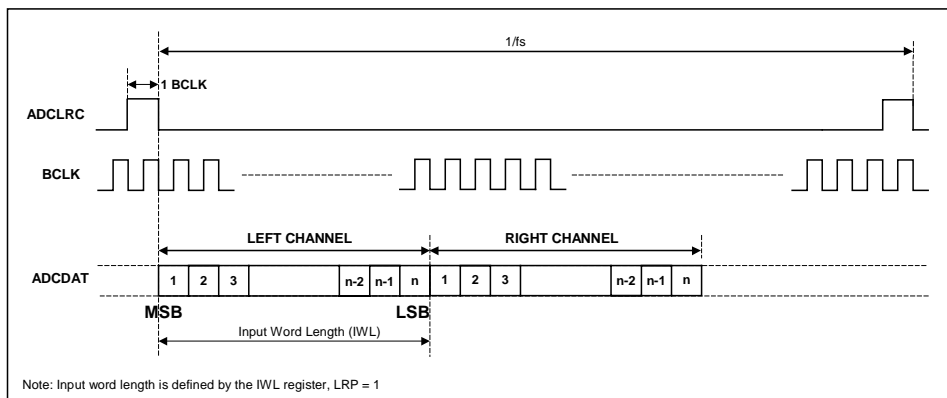 1/fs
1 BCLK
ADCLRC
BCLK
LEFT CHANNEL RIGHT CHANNEL
ADCDAT 1 2 3 n-2 n-1 n 1 2 3 n-2 n-1 n
MSB LSB
Input Word Length (IWL)
Note: Input word length is defined by the IWL register, LRP = 1